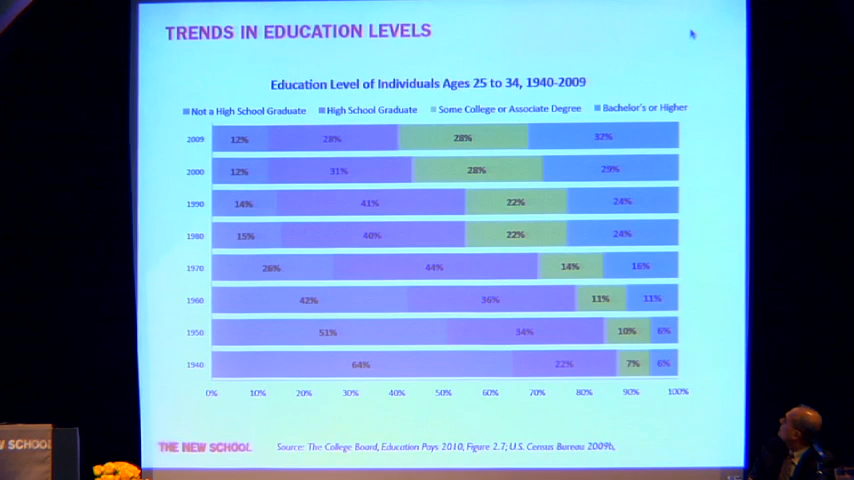 TRENDS IN EDUCATION LEVELS
Education Level of Individuals Ages 25 to 34, 1940-2009
Not a High School Graduate High School Graduate Some College or Associate Degree Bachelor's or Higher
2009 12% 28% 28% 32%
2000 12% 31% 28% 29%
1990 14% 41% 22% 24%
1980 15% 40% 22% 24%
1970 26% 44% 14% 16%
1960 42% 36% 11% 11%
1950 51% 34% 10% 6%
1940 64% 22% 7% 6%
0% 10% 20% 30% 40% 50% 60% 70% 80% 90% 100%
THE NEW SCHOOL Source: The College Board, Education Pays 2010, Figure 2.7; U.S. Census Bureau 2009b,
W SCHOOL